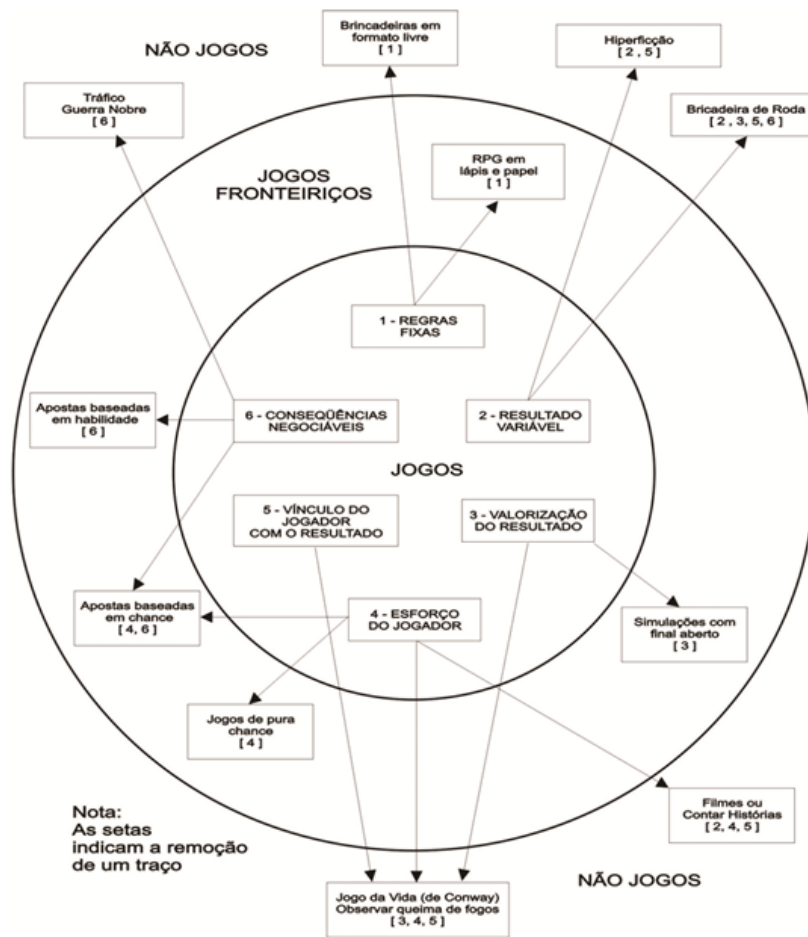 NÃO JOGOS
Brincadeiras em
formato livre
[ 1 ]
Hiperficção
[ 2 , 5 ]
Tráfico
Guerra Nobre
[ 6 ]
Bricadeira de Roda
[ 2 , 3, 5, 6 ]
JOGOS
FRONTEIRIÇOS
RPG em
lápis e papel
[ 1 ]
1 - REGRAS
FIXAS
Apostas baseadas
em habilidade
[ 6 ]
6 - CONSEQÜÊNCIAS
NEGOCIÁVEIS
2 - RESULTADO
VARIÁVEL
JOGOS
5 - VÍNCULO DO
JOGADOR
COM O RESULTADO
3 - VALORIZAÇÃO
DO RESULTADO
Apostas baseadas
em chance
[ 4, 6 ]
4 - ESFORÇO
DO JOGADOR
Simulações com
final aberto
[ 3 ]
Jogos de pura
chance
[ 4 ]
Filmes ou
Contar Histórias
[ 2, 4, 5 ]
Nota:
As setas
indicam a remoção
de um traço
NÃO JOGOS
Jogo da Vida (de Conway)
Observar queima de fogos
[ 3, 4, 5 ]